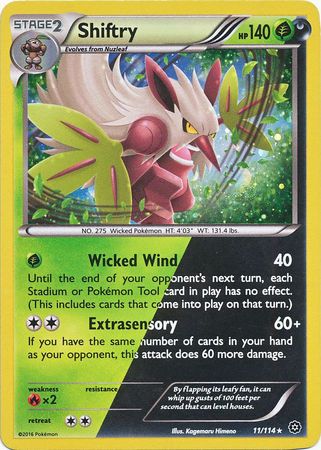 STAGE2 Shiftry HP140
Evolves from Nuzleaf
NO. 275 Wicked Pokémon HT: 4'03" WT: 131.4 lbs.
Wicked Wind 40
Until the end of your opponent's next turn, each
Stadium or Pokémon Tool card in play has no effect.
(This includes cards that come into play on that turn.)
Extrasensory 60+
If you have the same number of cards in your hand
as your opponent, this attack does 60 more damage.
weakness resistance
×2
retreat
By flapping its leafy fan, it can
whip up gusts of 100 feet per
second that can level houses.
©2016 Pokémon Illus. Kagemaru Himeno 11/114★